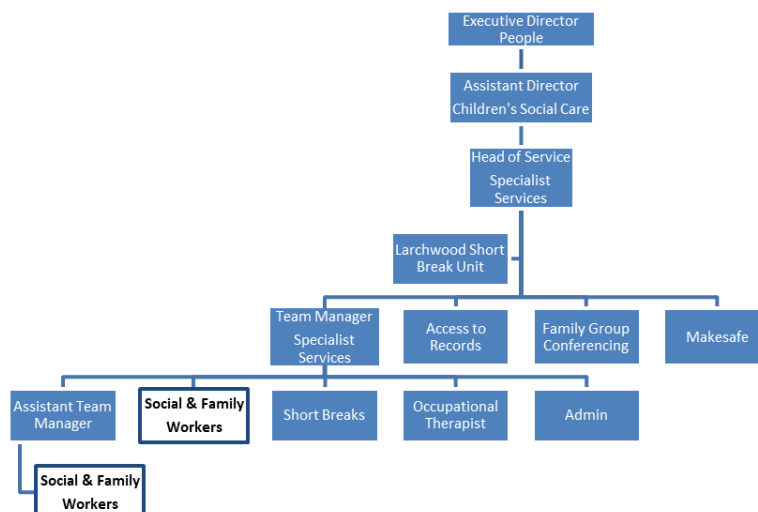 Executive Director
People
Assistant Director
Children's Social Care
Head of Service
Specialist
Services
Larchwood Short
Break Unit
Team Manager
Specialist
Services
Access to
Records
Family Group
Conferencing
Makesafe
Assistant Team
Manager
Social & Family
Workers
Short Breaks
Occupational
Therapist
Admin
Social & Family
Workers